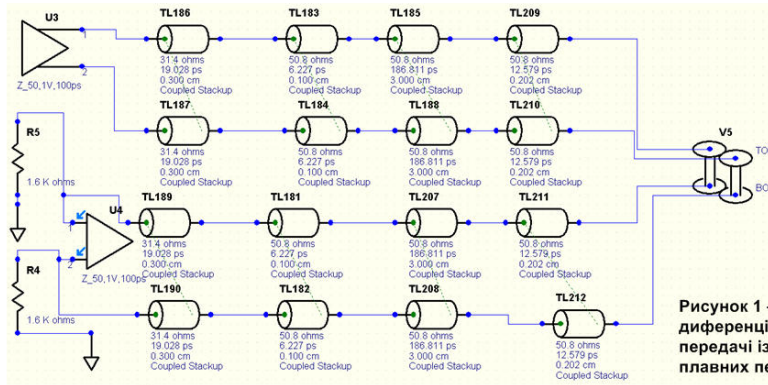 TL186 TL183 TL185 TL209
U3
1
31.4 ohms 50.8 ohms 50.8 ohms 50.8 ohms
19.028 ps 6.227 ps 186.811 ps 12.579 ps
0.300 cm 0.100 cm 3.000 cm 0.202 cm
Coupled Stackup Coupled Stackup Coupled Stackup Coupled Stackup
2
Z_50,1V,100ps
TL187 TL184 TL188 TL210
R5
V5
31.4 ohms 50.8 ohms 50.8 ohms 50.8 ohms
19.028 ps 6.227 ps 186.811 ps 12.579 ps
0.300 cm 0.100 cm 3.000 cm 0.202 cm
Coupled Stackup Coupled Stackup Coupled Stackup Coupled Stackup
1.6 K ohms
TL189 TL181 TL207 TL211
U4
1
31.4 ohms 50.8 ohms 50.8 ohms 50.8 ohms
19.028 ps 6.227 ps 186.811 ps 12.579 ps
0.300 cm 0.100 cm 3.000 cm 0.202 cm
Coupled Stackup Coupled Stackup Coupled Stackup Coupled Stackup
2
R4
Z_50,1V,100ps
TL190 TL182 TL208 TL212
1.6 K ohms
31.4 ohms 50.8 ohms 50.8 ohms 50.8 ohms
19.028 ps 6.227 ps 186.811 ps 12.579 ps
0.300 cm 0.100 cm 3.000 cm 0.202 cm
Coupled Stackup Coupled Stackup Coupled Stackup Coupled Stackup
Рисунок 1 -
диференці
передачі із
плавних пе